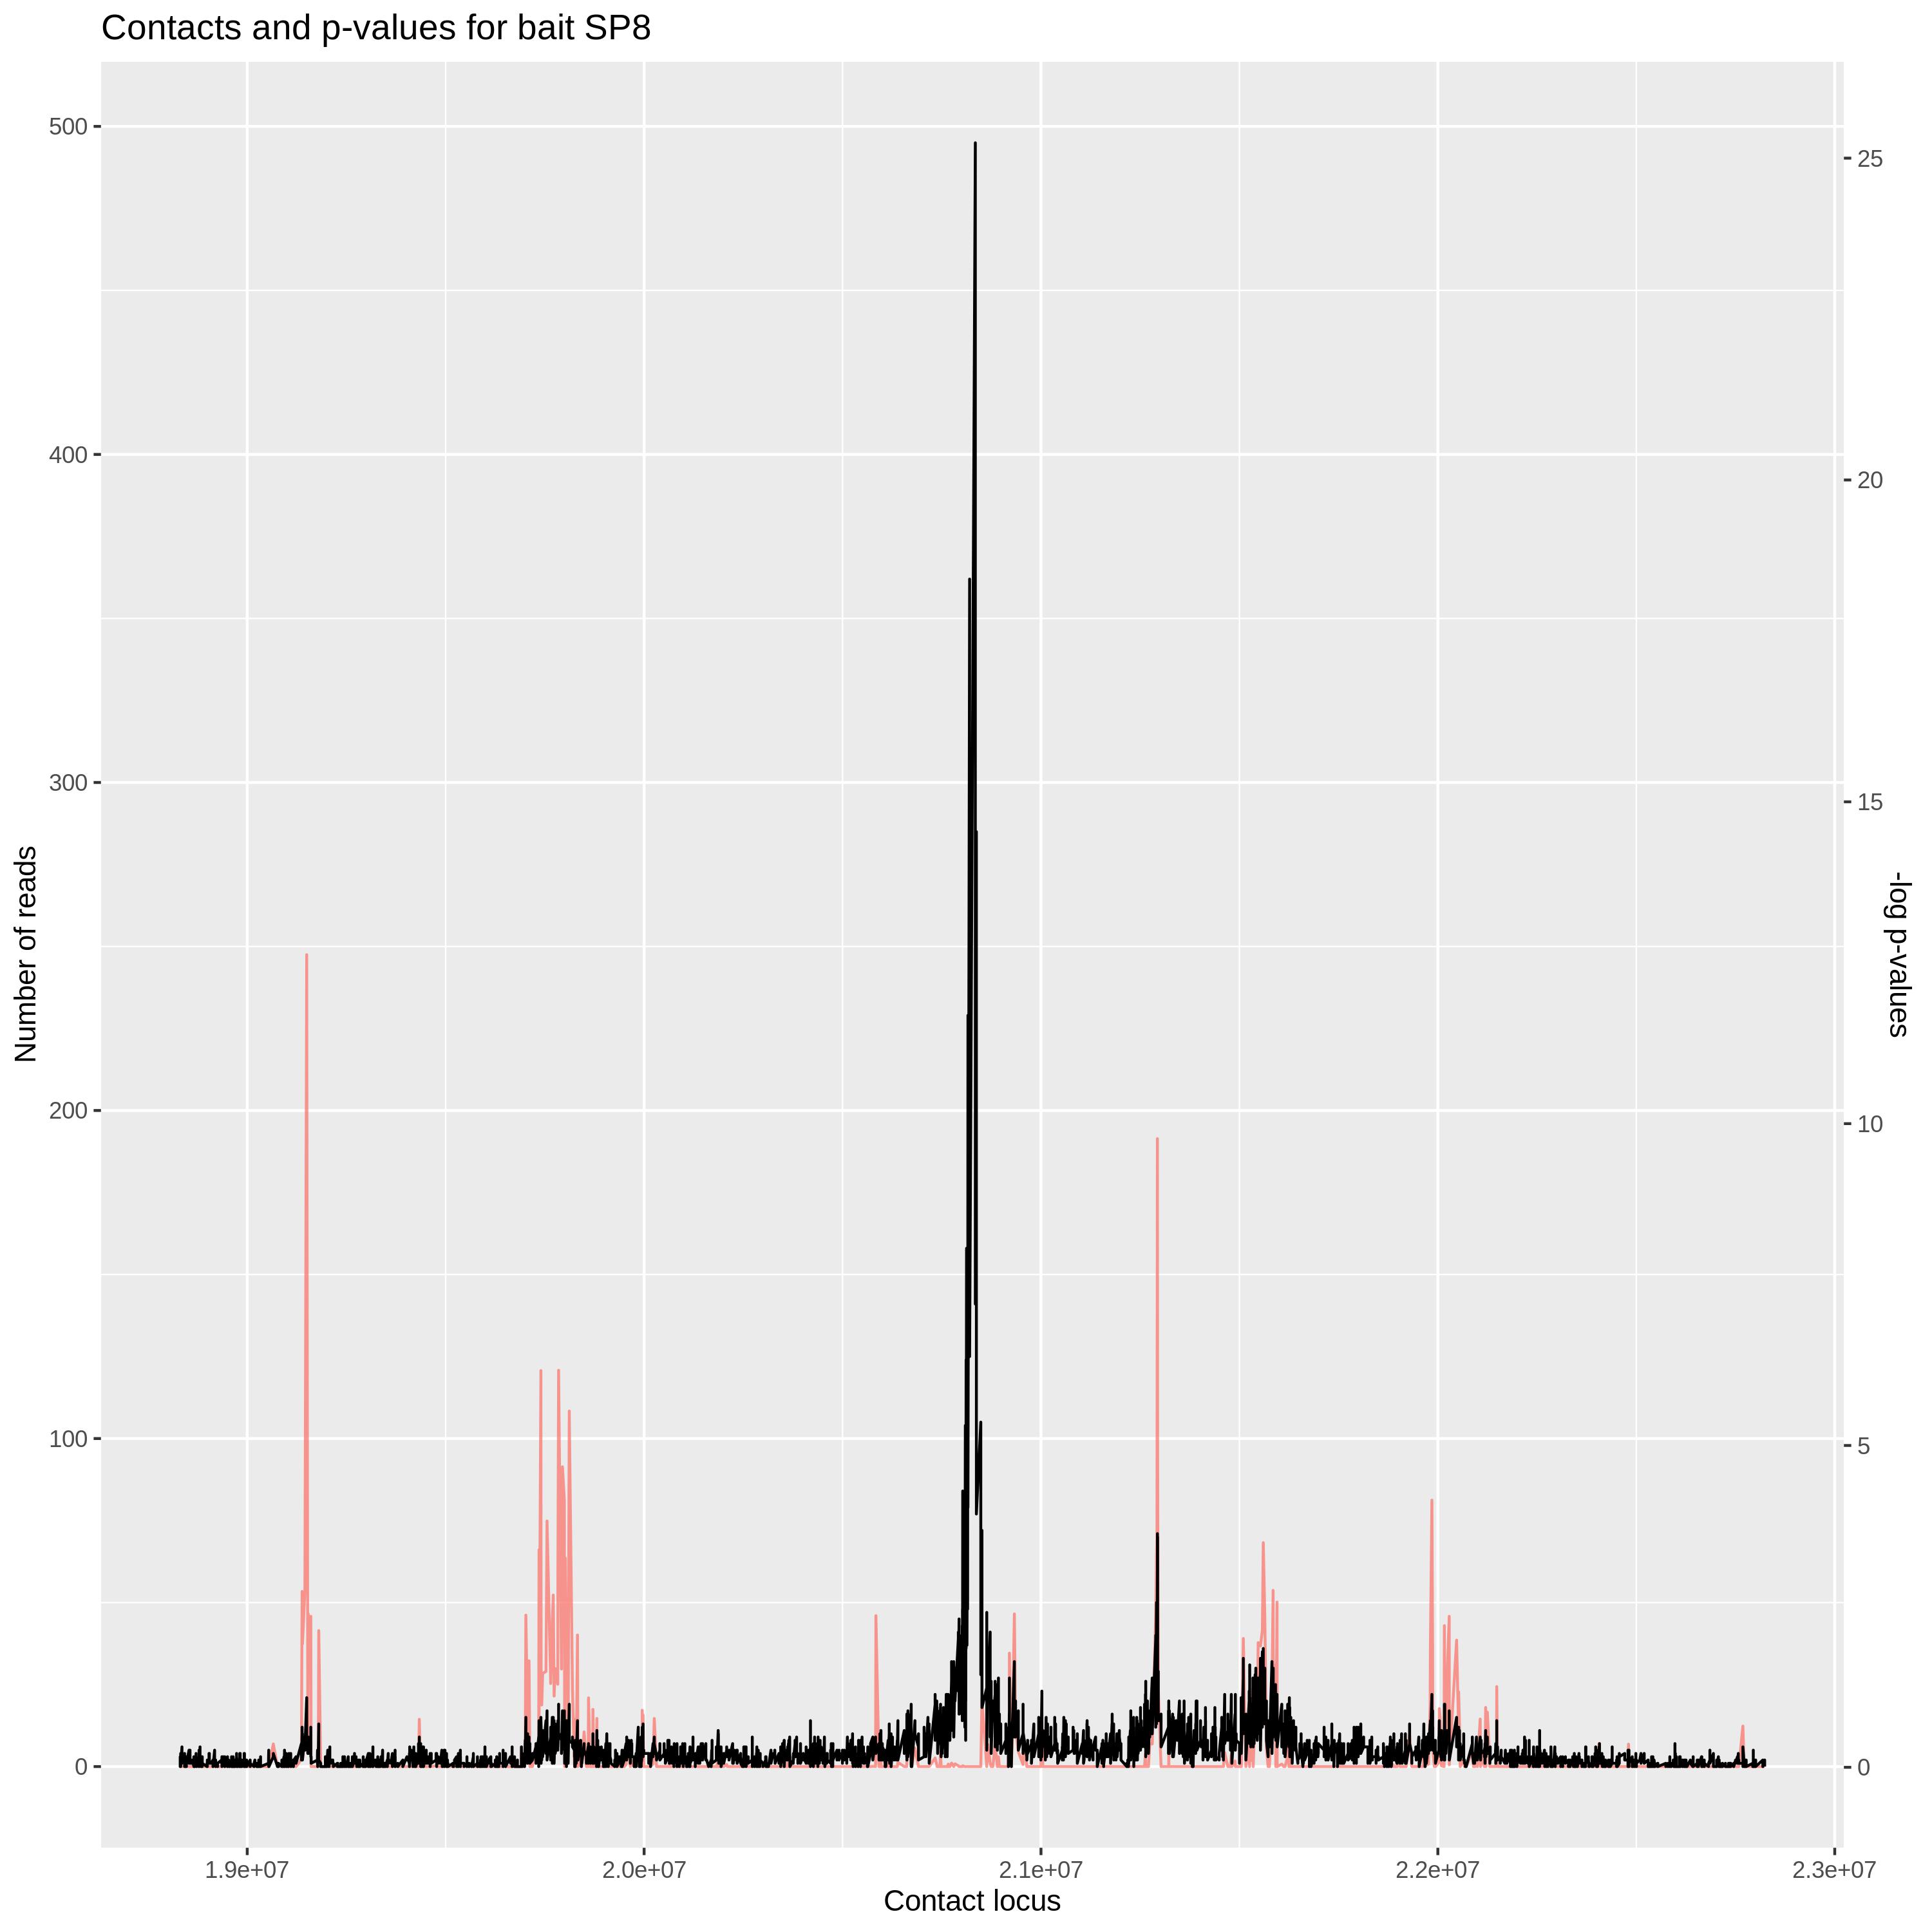 Contacts and p-values for bait SP8
500
400
300
200
100
0
Number of reads
25
20
15
10
5
0
-log p-values
1.9e+07
2.0e+07
2.1e+07
2.2e+07
2.3e+07
Contact locus